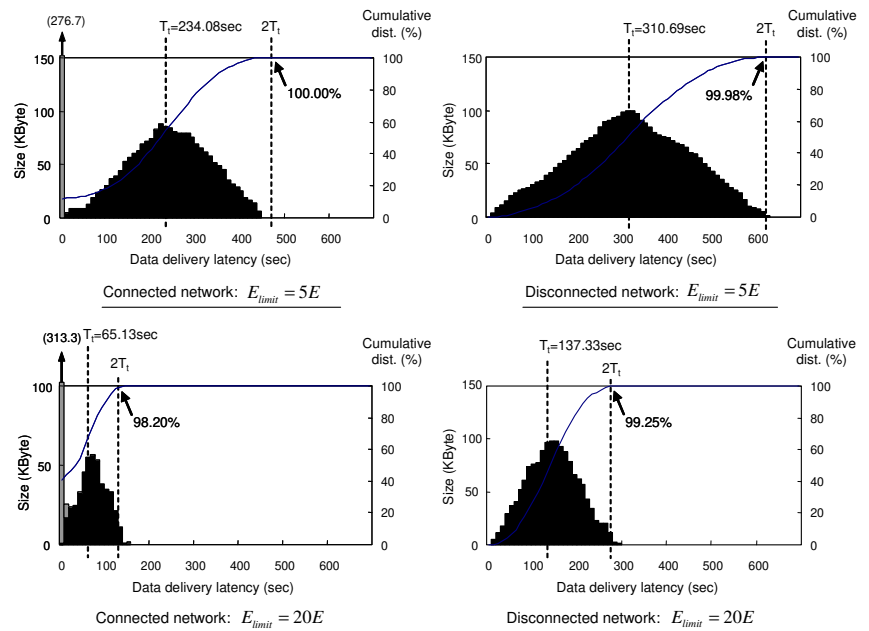 (276.7)
T_t=234.08sec
2T_t
Cumulative
dist. (%)
Size (KByte)
150
100
50
0
100
80
60
40
20
0
100.00%
0 100 200 300 400 500 600
Data delivery latency (sec)
Connected network: E_limit = 5E
T_t=310.69sec
2T_t
Cumulative
dist. (%)
Size (KByte)
150
100
50
0
100
80
60
40
20
0
99.98%
0 100 200 300 400 500 600
Data delivery latency (sec)
Disconnected network: E_limit = 5E
(313.3)
T_t=65.13sec
2T_t
Cumulative
dist. (%)
Size (KByte)
100
50
0
100
80
60
40
20
0
98.20%
0 100 200 300 400 500 600
Data delivery latency (sec)
Connected network: E_limit = 20E
T_t=137.33sec
2T_t
Cumulative
dist. (%)
Size (KByte)
150
100
50
0
100
80
60
40
20
0
99.25%
0 100 200 300 400 500 600
Data delivery latency (sec)
Disconnected network: E_limit = 20E